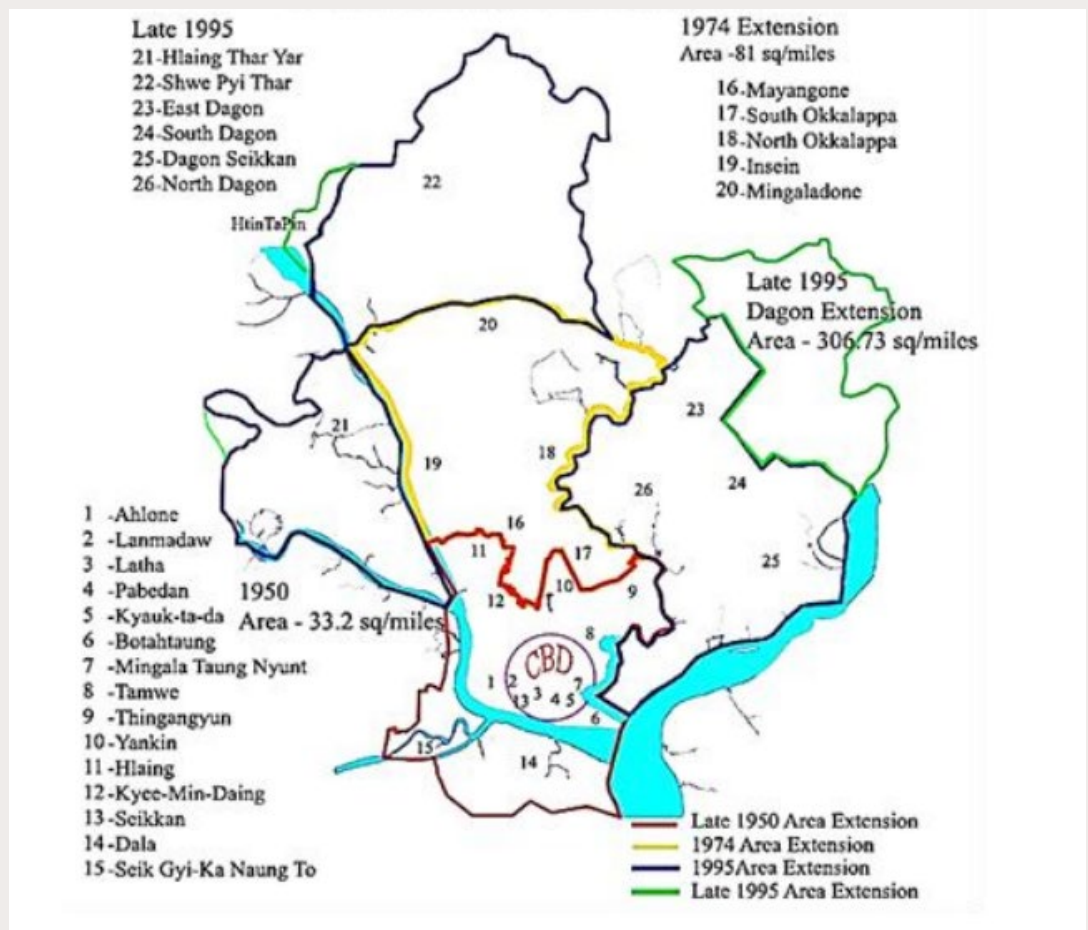 Late 1995
21-Hlaing Thar Yar
22-Shwe Pyi Thar
23-East Dagon
24-South Dagon
25-Dagon Seikkan
26-North Dagon
1974 Extension
Area -81 sq/miles
16-Mayangone
17-South Okkalappa
18-North Okkalappa
19-Insein
20-Mingaladone
22
HtinTaPin
Late 1995
Dagon Extension
Area - 306.73 sq/miles
20
23
21
18
19
24
26
16
11
17
25
10
9
12
1950
Area - 33.2 sq/miles
1 -Ahlone
2 -Lanmadaw
3 -Latha
4 -Pabedan
5 -Kyauk-ta-da
6 -Botahtaung
7 -Mingala Taung Nyunt
8 -Tamwe
9 -Thingangyun
10-Yankin
11-Hlaing
12-Kyee-Min-Daing
13-Seikkan
14-Dala
15-Seik Gyi-Ka Naung To
8
CBD
1
2
7
13
3
4
5
6
15
14
Late 1950 Area Extension
1974 Area Extension
1995Area Extension
Late 1995 Area Extension